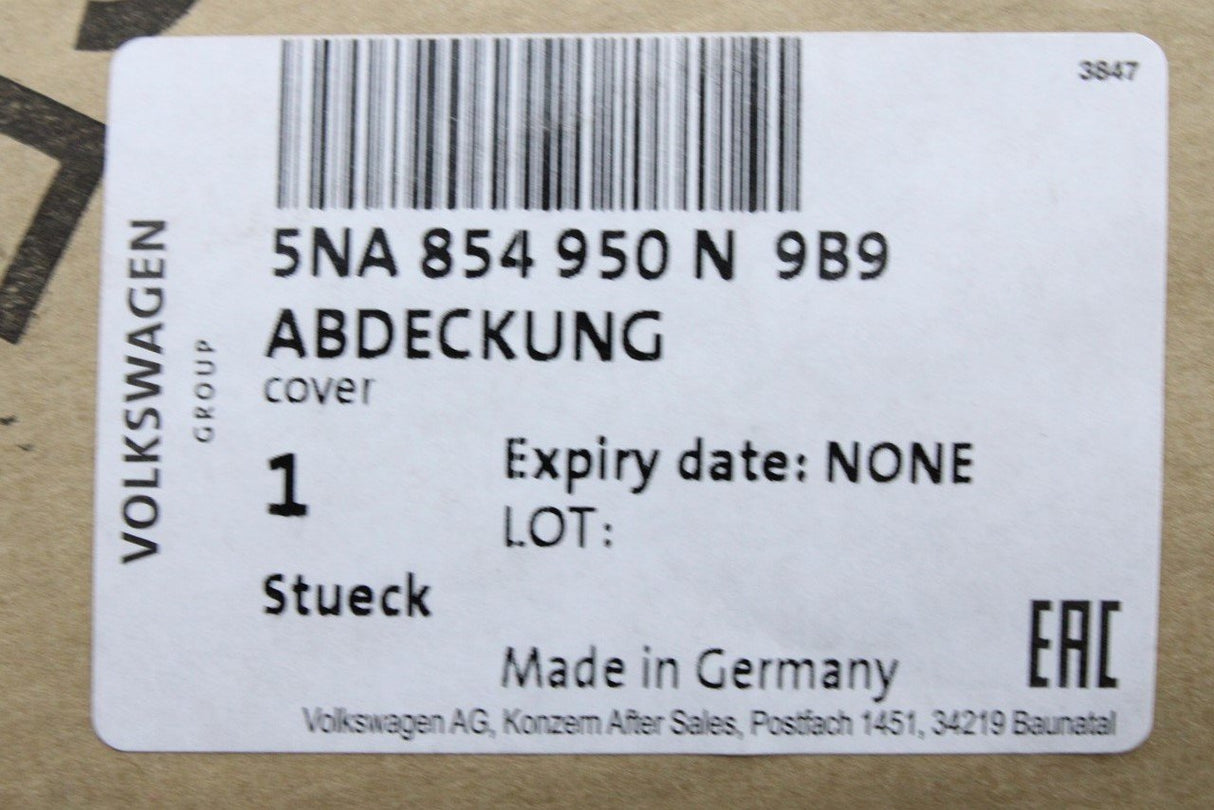 3847
VOLKSWAGEN
GROUP
5NA 854 950 N 9B9
ABDECKUNG
cover
1
Expiry date: NONE
LOT:
Stueck
EAC
Made in Germany
Volkswagen AG, Konzern After Sales, Postfach 1451, 34219 Baunatal